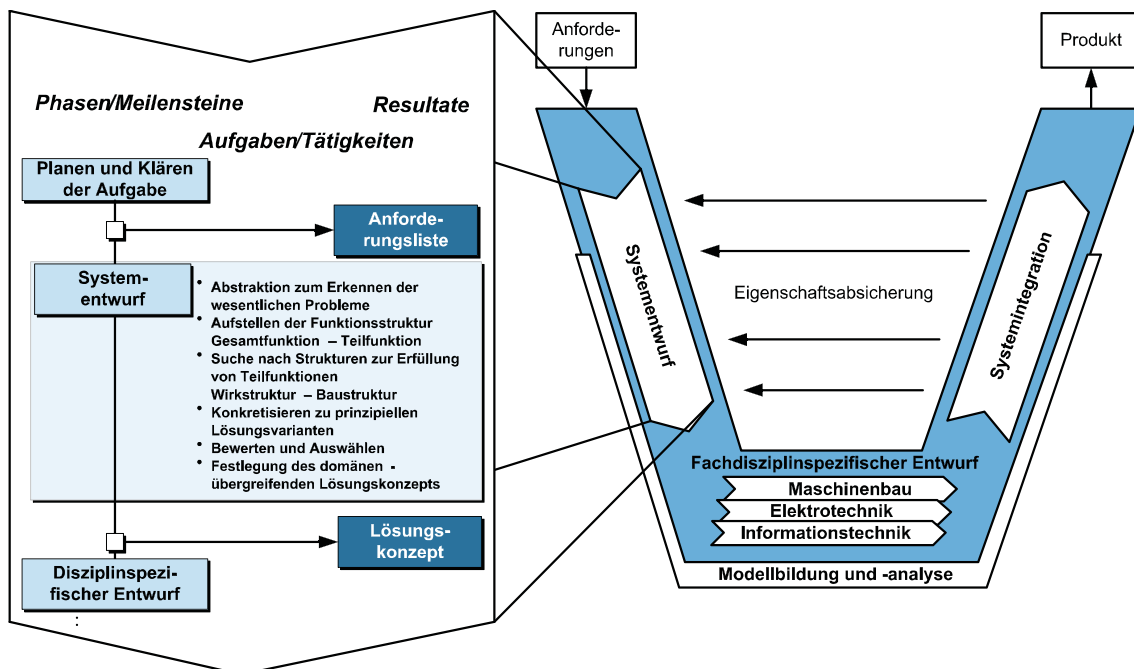 Phasen/Meilensteine
Resultate
Aufgaben/Tätigkeiten
Planen und Klären
der Aufgabe
Anforde-
rungsliste
System-
entwurf
• Abstraktion zum Erkennen der
wesentlichen Probleme
• Aufstellen der Funktionsstruktur
Gesamtfunktion – Teilfunktion
• Suche nach Strukturen zur Erfüllung
von Teilfunktionen
Wirkstruktur – Baustruktur
• Konkretisieren zu prinzipiellen
Lösungsvarianten
• Bewerten und Auswählen
• Festlegung des domänen -
übergreifenden Lösungskonzepts
Lösungs-
konzept
Disziplinspezi-
fischer Entwurf
:
Anforde-
rungen
Produkt
Systementwurf
Eigenschaftsabsicherung
Systemintegration
Fachdisziplinspezifischer Entwurf
Maschinenbau
Elektrotechnik
Informationstechnik
Modellbildung und -analyse